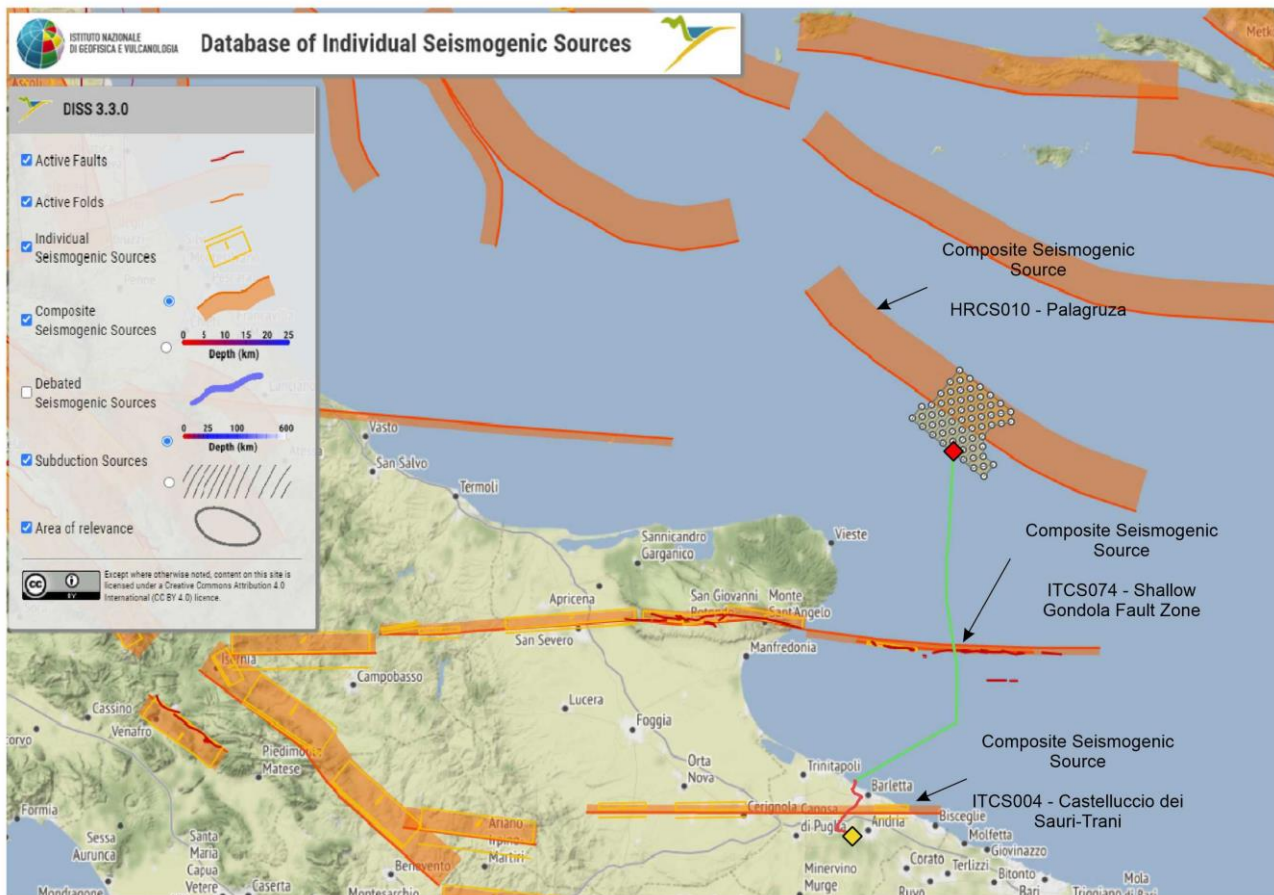 ISTITUTO NAZIONALE
DI GEOFISICA E VULCANOLOGIA
Database of Individual Seismogenic Sources
DISS 3.3.0
Active Faults
Active Folds
Individual
Seismogenic Sources
Composite
Seismogenic Sources
0 5 10 15 20 25
Depth (km)
Debated
Seismogenic Sources
0 25 100 600
Depth (km)
Subduction Sources
Area of relevance
CC BY
Except where otherwise noted, content on this site is
licensed under a Creative Commons Attribution 4.0
International (CC BY 4.0) licence.
Composite Seismogenic
Source
HRCS010 - Palagruza
Composite Seismogenic
Source
ITCS074 - Shallow
Gondola Fault Zone
Composite Seismogenic
Source
ITCS004 - Castelluccio dei
Sauri-Trani
Ascoli
Metk
Vasto
San Salvo
Termoli
Sannicandro
Garganico
Vieste
Apricena
San Giovanni
Monte
Sant'Angelo
San Severo
Manfredonia
Isernia
Campobasso
Lucera
Foggia
Cassino
Venafro
Piedimonte
Matese
Orta
Nova
Trinitapoli
Barletta
Cerignola
Canosa
di Puglia
Andria
Bisceglie
Molfetta
Giovinazzo
Corato
Terlizzi
Bitonto
Ruvo
Bari
Mola
Triggiano di Bari
Minervino
Murge
Formia
Sessa
Aurunca
Santa
Maria
Capua
Vetere
Caserta
Mondragone
Benevento
Montesarchio
Ariano
Irpino
Martiri